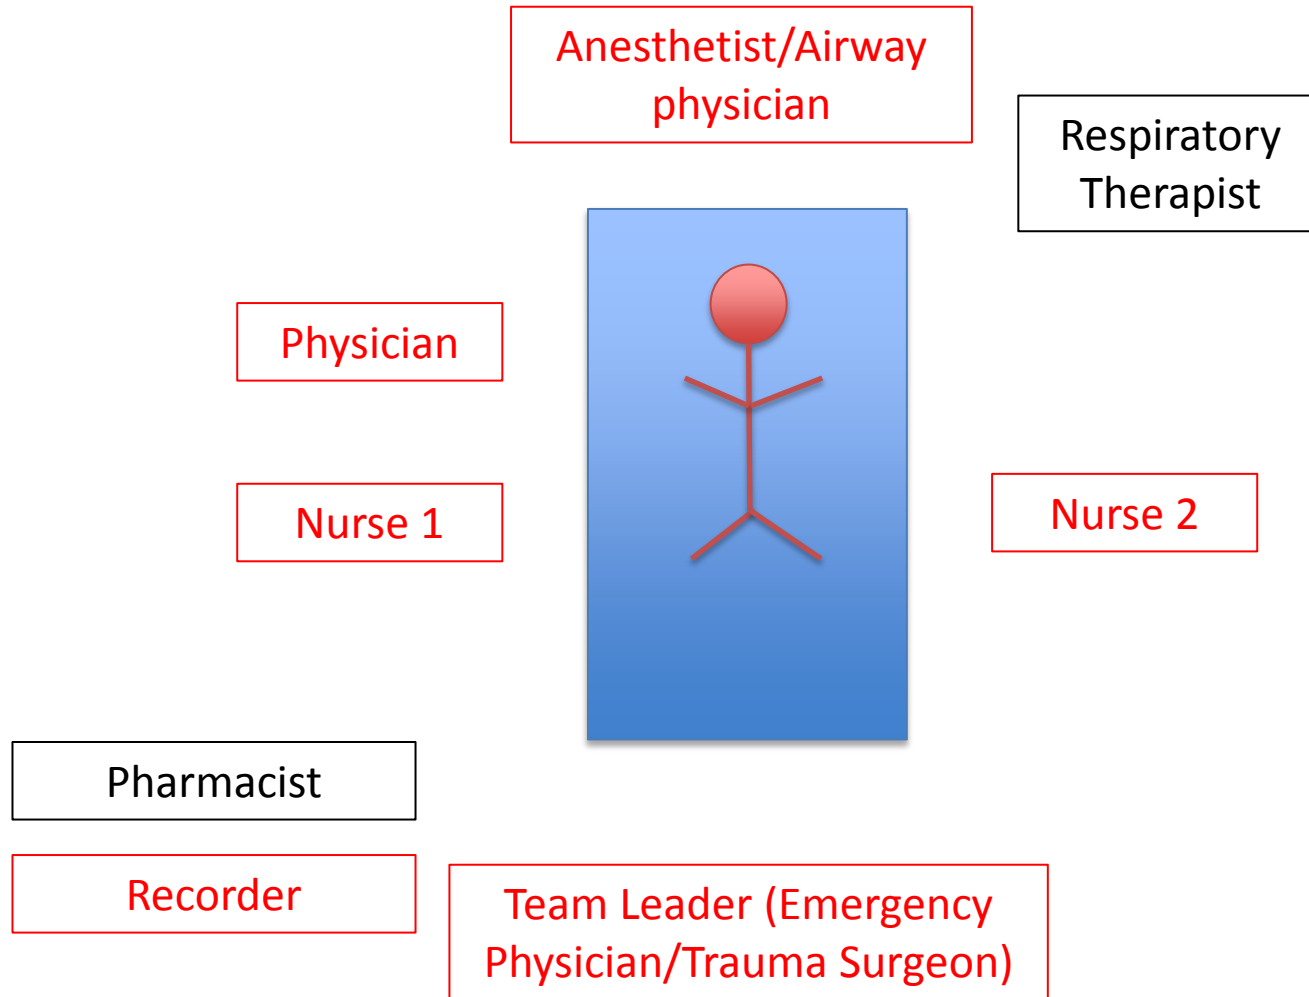 Anesthetist/Airway
physician
Respiratory
Therapist
Physician
Nurse 1
Nurse 2
Pharmacist
Recorder
Team Leader (Emergency
Physician/Trauma Surgeon)